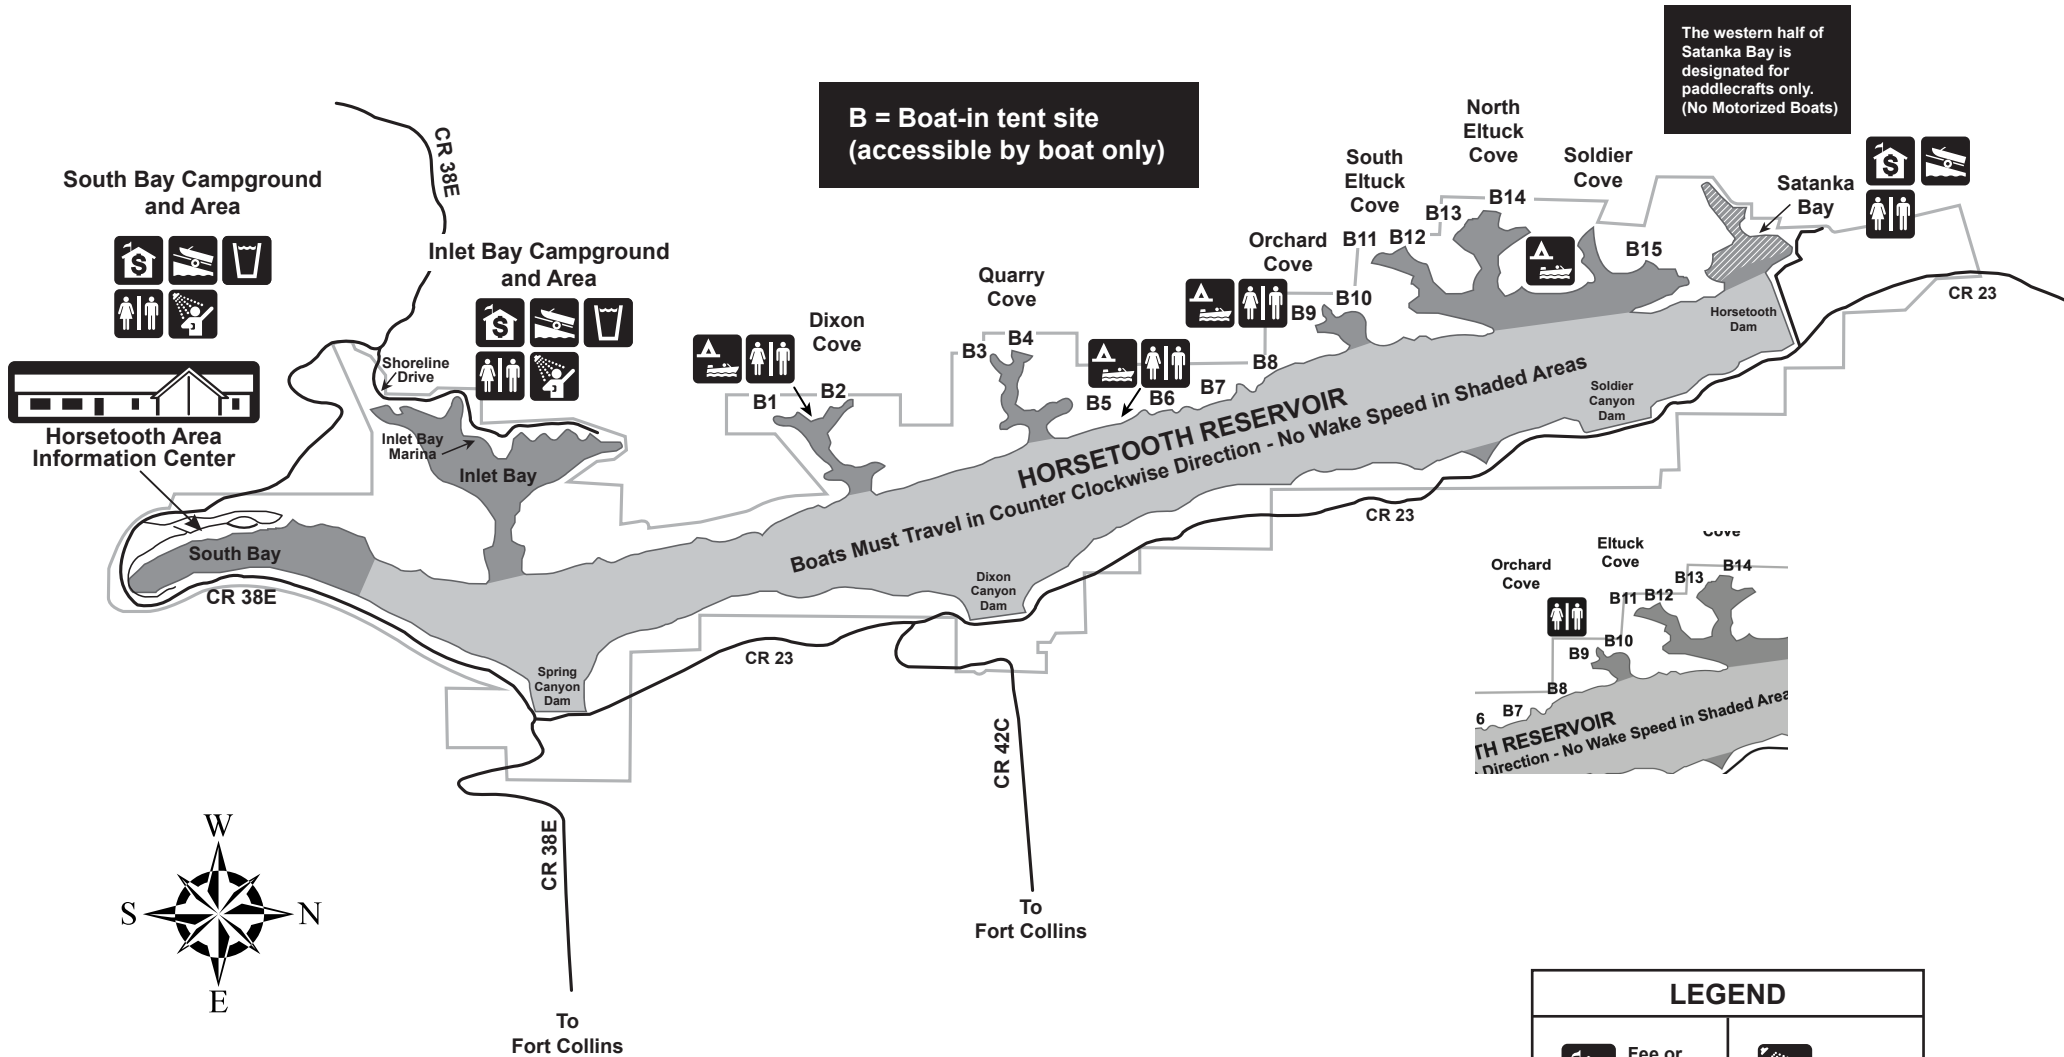 The western half of
Satanka Bay is
designated for
paddlecrafts only.
(No Motorized Boats)
B = Boat-in tent site
(accessible by boat only)
CR 38E
South Bay Campground
and Area
Inlet Bay Campground
and Area
Horsetooth Area
Information Center
Shoreline
Drive
Inlet Bay
Marina
Inlet Bay
South Bay
CR 38E
Dixon
Cove
B1
B2
Quarry
Cove
B3
B4
B5
B6
B7
B8
Orchard
Cove
B9
B10
South
Eltuck
Cove
B11
B12
North
Eltuck
Cove
B13
B14
Soldier
Cove
B15
Satanka
Bay
Horsetooth
Dam
CR 23
HORSETOOTH RESERVOIR
Boats Must Travel in Counter Clockwise Direction - No Wake Speed in Shaded Areas
Soldier
Canyon
Dam
CR 23
Dixon
Canyon
Dam
CR 23
Spring
Canyon
Dam
CR 42C
To
Fort Collins
CR 38E
To
Fort Collins
W
S
N
E
Cove
Eltuck
Cove
Orchard
Cove
B14
B13
B11
B12
B10
B9
B8
B7
6
TH RESERVOIR
Direction - No Wake Speed in Shaded Area
LEGEND
$
Fee or